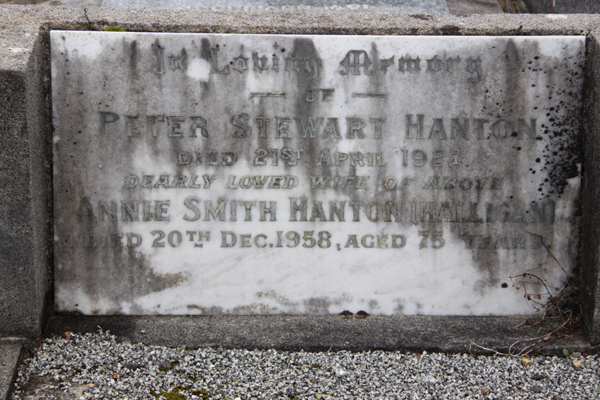 In Loving Memory
OF
PETER STEWART HANTON
DIED 21ST APRIL 1924
DEARLY LOVED WIFE OF ABOVE
ANNIE SMITH HANTON (HALLIGAN)
DIED 20TH DEC. 1958, AGED 75 YEARS.